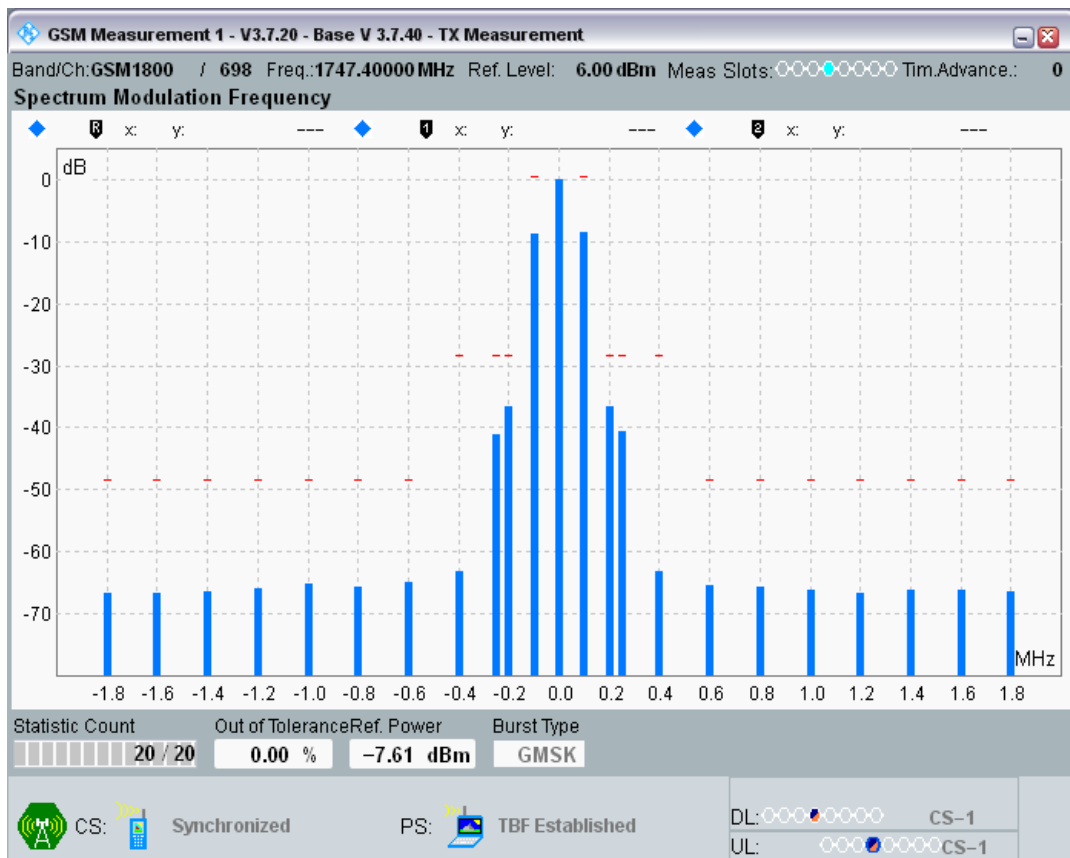 GSM Measurement 1 - V3.7.20 - Base V 3.7.40 - TX Measurement
Band/Ch:GSM1800 / 698 Freq.:1747.40000 MHz Ref. Level: 6.00 dBm Meas Slots: Tim.Advance.: 0
Spectrum Modulation Frequency
R x: y: --- 1 x: y: --- 2 x: y: ---
dB
0
-10
-20
-30
-40
-50
-60
-70
MHz
-1.8 -1.6 -1.4 -1.2 -1.0 -0.8 -0.6 -0.4 -0.2 0.0 0.2 0.4 0.6 0.8 1.0 1.2 1.4 1.6 1.8
Statistic Count Out of Tolerance Ref. Power Burst Type
20 / 20 0.00 % −7.61 dBm GMSK
CS: Synchronized PS: TBF Established
DL: CS−1
UL: CS−1